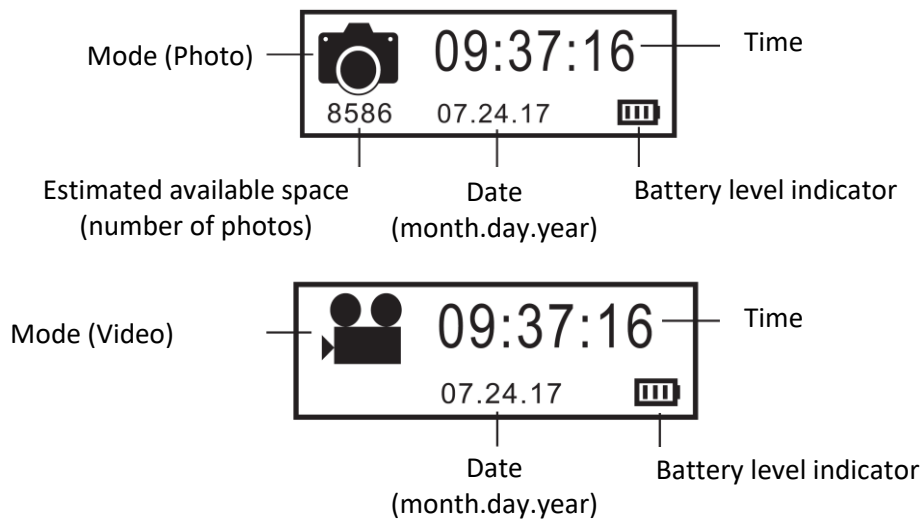 Mode (Photo)
09:37:16
Time
8586
07.24.17
Estimated available space
(number of photos)
Date
(month.day.year)
Battery level indicator
Mode (Video)
09:37:16
Time
07.24.17
Date
(month.day.year)
Battery level indicator